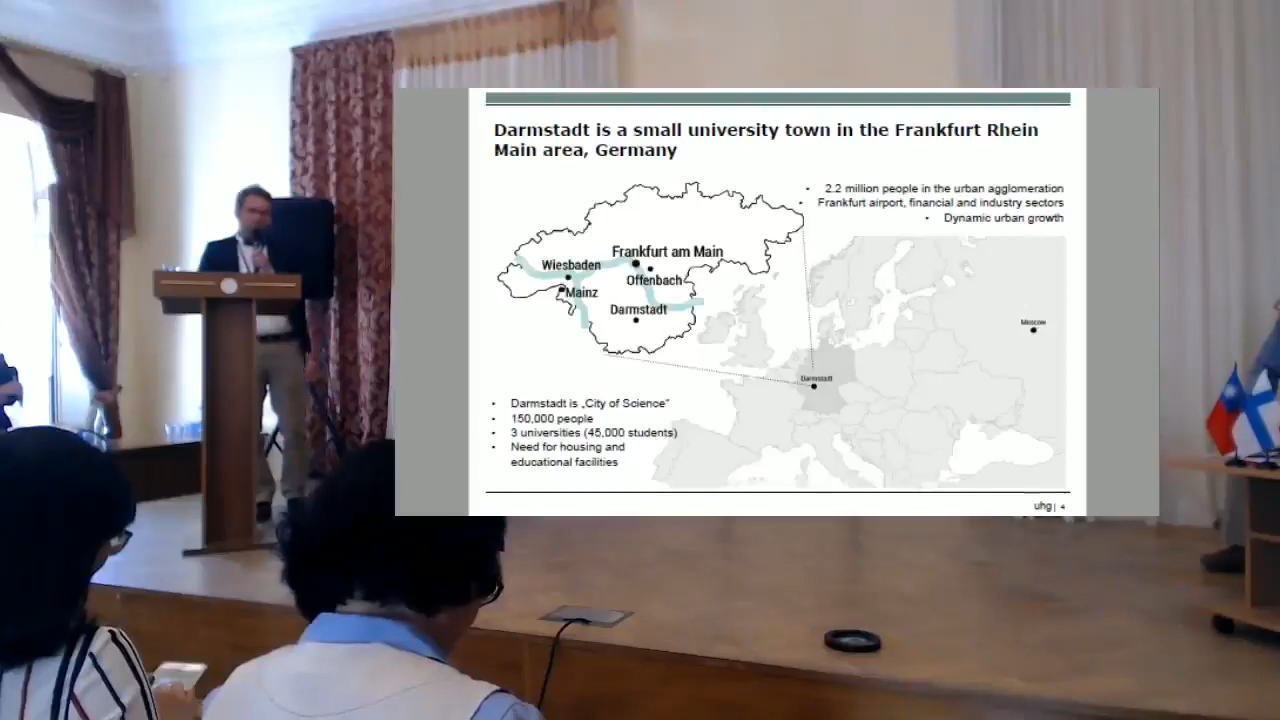 Darmstadt is a small university town in the Frankfurt Rhein
Main area, Germany
• 2.2 million people in the urban agglomeration
• Frankfurt airport, financial and industry sectors
• Dynamic urban growth
Frankfurt am Main
Wiesbaden
Offenbach
Mainz
Darmstadt
Moscow
Darmstadt
• Darmstadt is „City of Science"
• 150,000 people
• 3 universities (45,000 students)
• Need for housing and
educational facilities
uhg | 4